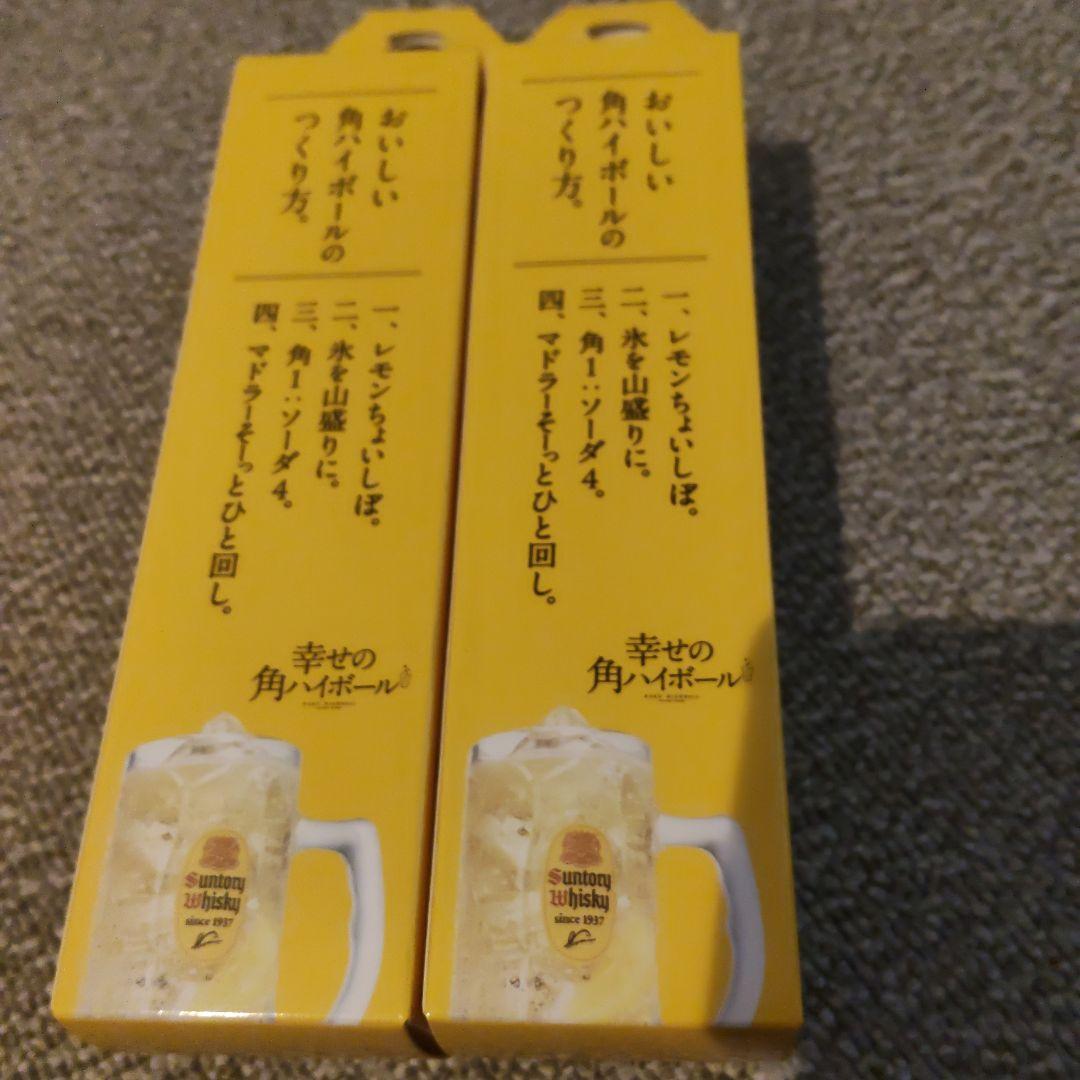 おいしい
角ハイボールの
つくり方。
一、レモンちょいしぼ。
二、氷を山盛りに。
三、角1:ソーダ4。
四、マドラーそーっとひと回し。
幸せの
角ハイボール
Suntory
Whisky
since 1937
おいしい
角ハイボールの
つくり方。
一、レモンちょいしぼ。
二、氷を山盛りに。
三、角1:ソーダ4。
四、マドラーそーっとひと回し。
幸せの
角ハイボール
Suntory
Whisky
since 1937